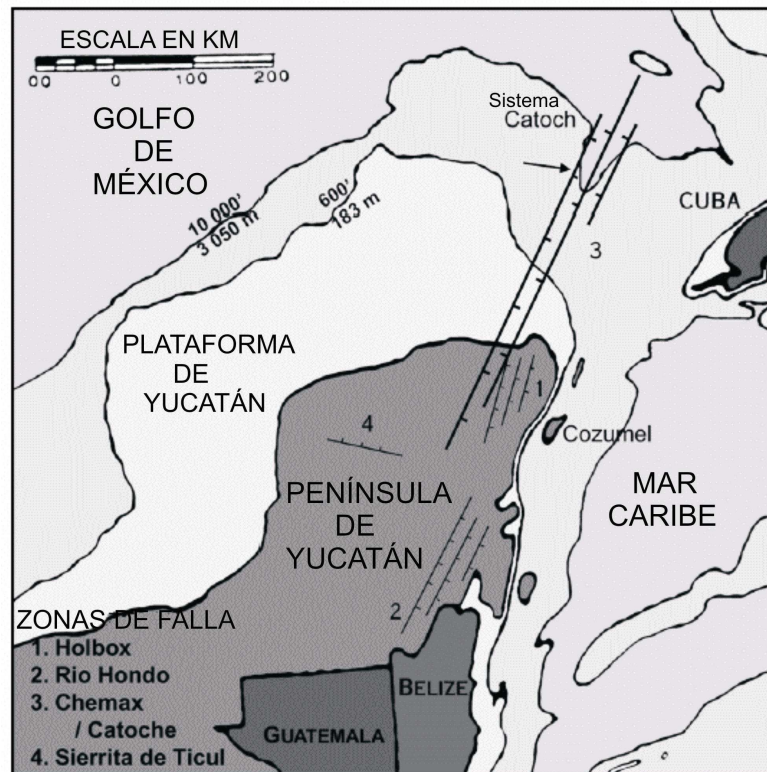 ESCALA EN KM
00 0 100 200
GOLFO
DE
MÉXICO
Sistema
Catoch
10 000'
3 050 m
600'
183 m
CUBA
3
PLATAFORMA
DE
YUCATÁN
1
4
Cozumel
PENÍNSULA
DE
YUCATÁN
MAR
CARIBE
2
ZONAS DE FALLA
1. Holbox
2. Rio Hondo
3. Chemax
/ Catoche
4. Sierrita de Ticul
BELIZE
GUATEMALA